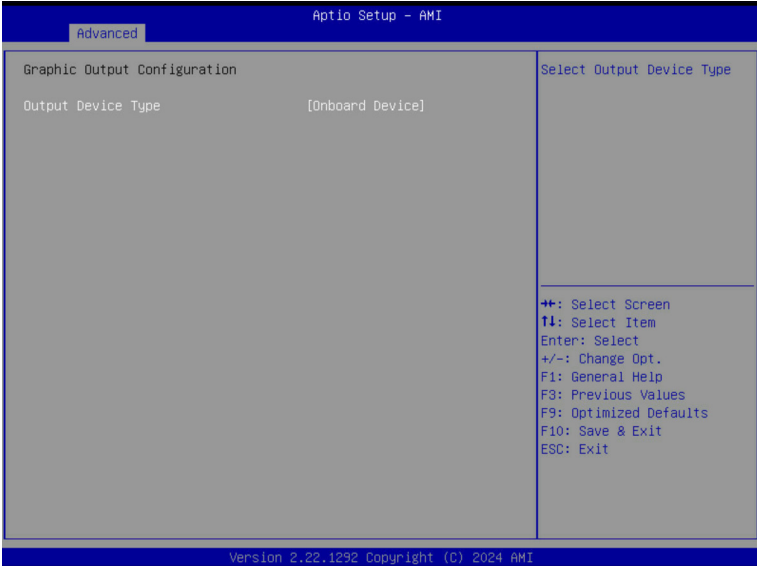 Aptio Setup – AMI
Advanced
Graphic Output Configuration
Output Device Type [Onboard Device]
Select Output Device Type
→←: Select Screen
↑↓: Select Item
Enter: Select
+/-: Change Opt.
F1: General Help
F3: Previous Values
F9: Optimized Defaults
F10: Save & Exit
ESC: Exit
Version 2.22.1292 Copyright (C) 2024 AMI